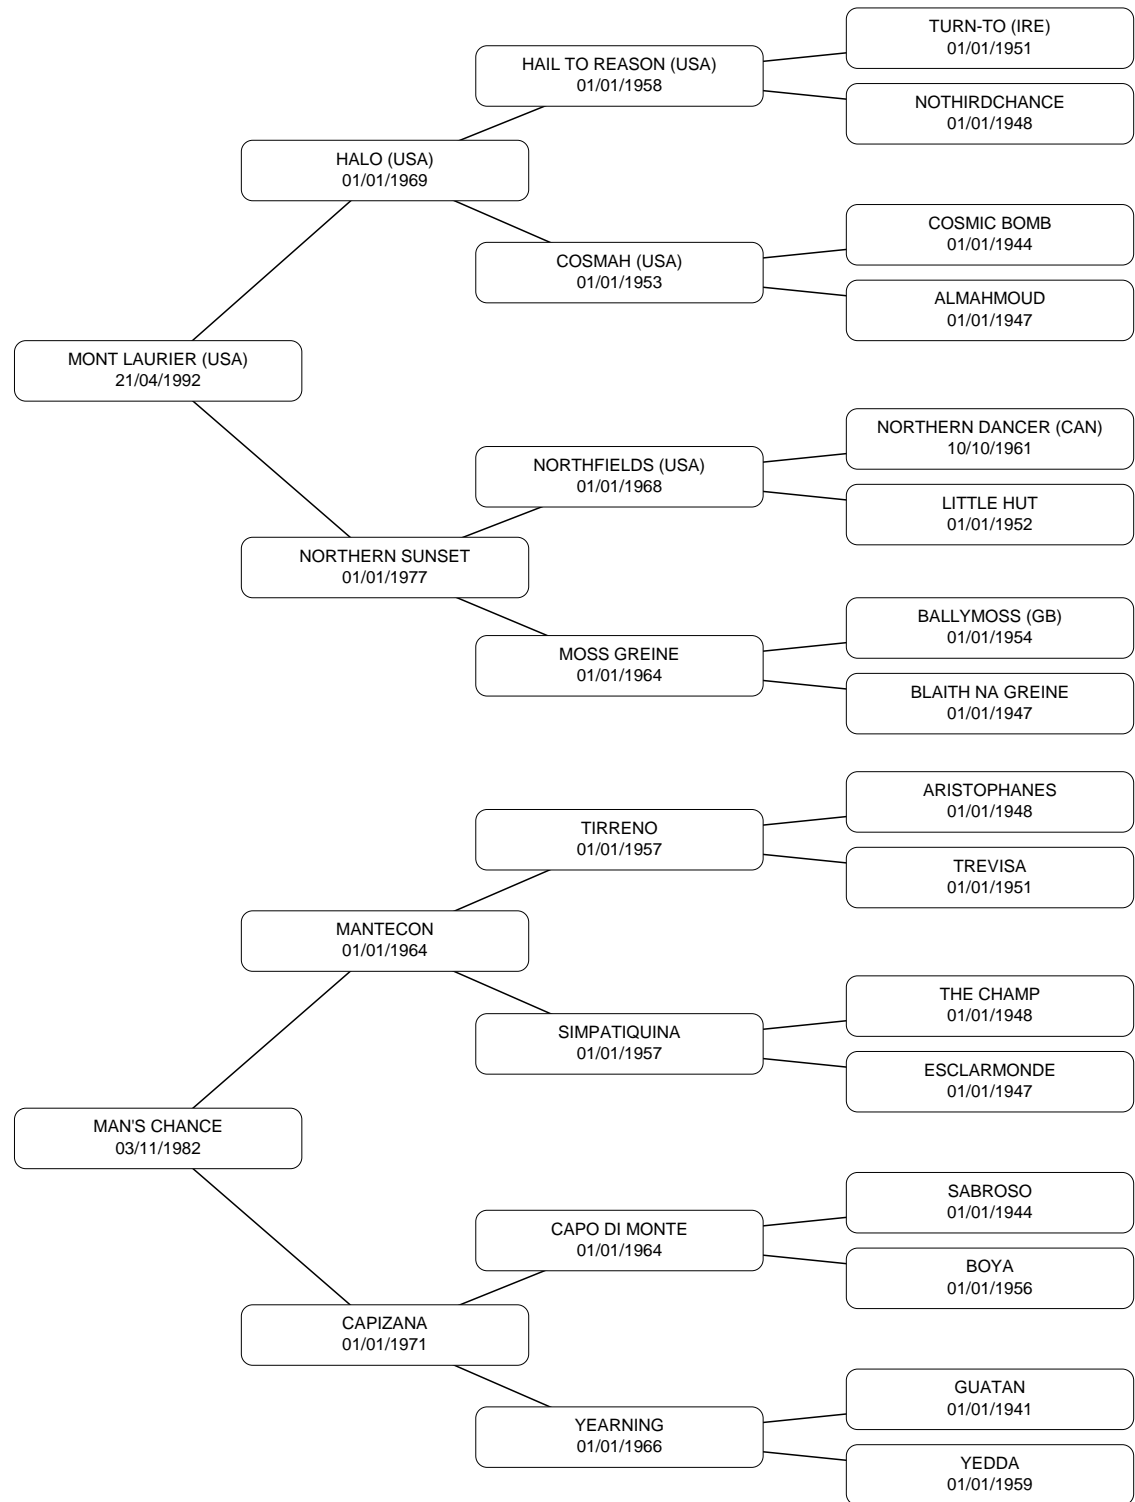 TURN-TO (IRE)
01/01/1951
HAIL TO REASON (USA)
01/01/1958
NOTHIRDCHANCE
01/01/1948
HALO (USA)
01/01/1969
COSMIC BOMB
01/01/1944
COSMAH (USA)
01/01/1953
ALMAHMOUD
01/01/1947
MONT LAURIER (USA)
21/04/1992
NORTHERN DANCER (CAN)
10/10/1961
NORTHFIELDS (USA)
01/01/1968
LITTLE HUT
01/01/1952
NORTHERN SUNSET
01/01/1977
BALLYMOSS (GB)
01/01/1954
MOSS GREINE
01/01/1964
BLAITH NA GREINE
01/01/1947
ARISTOPHANES
01/01/1948
TIRRENO
01/01/1957
TREVISA
01/01/1951
MANTECON
01/01/1964
THE CHAMP
01/01/1948
SIMPATIQUINA
01/01/1957
ESCLARMONDE
01/01/1947
MAN'S CHANCE
03/11/1982
SABROSO
01/01/1944
CAPO DI MONTE
01/01/1964
BOYA
01/01/1956
CAPIZANA
01/01/1971
GUATAN
01/01/1941
YEARNING
01/01/1966
YEDDA
01/01/1959